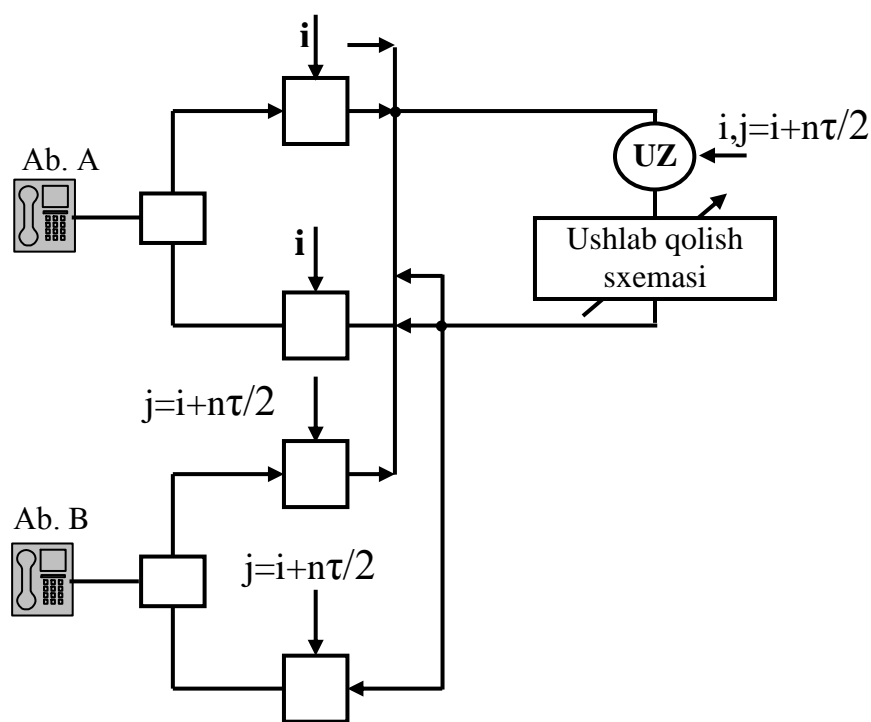 i
i,j=i+nτ/2
Ab. A
UZ
Ushlab qolish
sxemasi
i
j=i+nτ/2
Ab. B
j=i+nτ/2